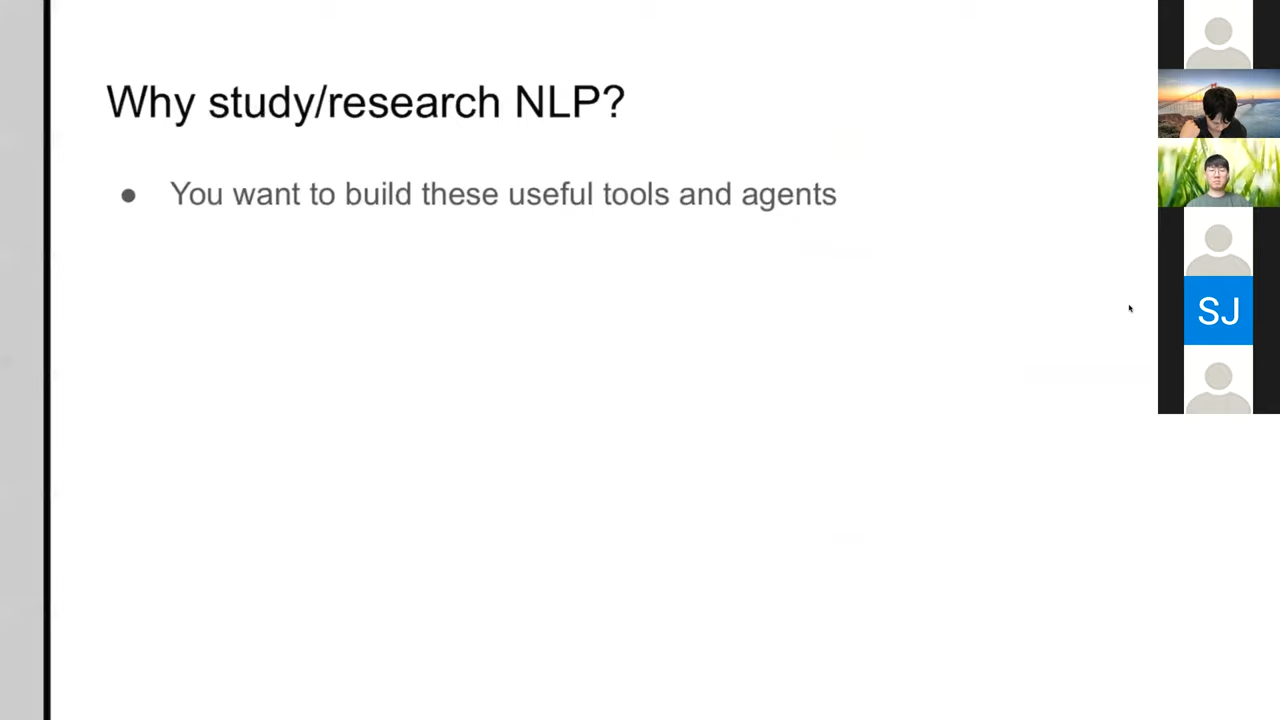 Why study/research NLP?
● You want to build these useful tools and agents
SJ